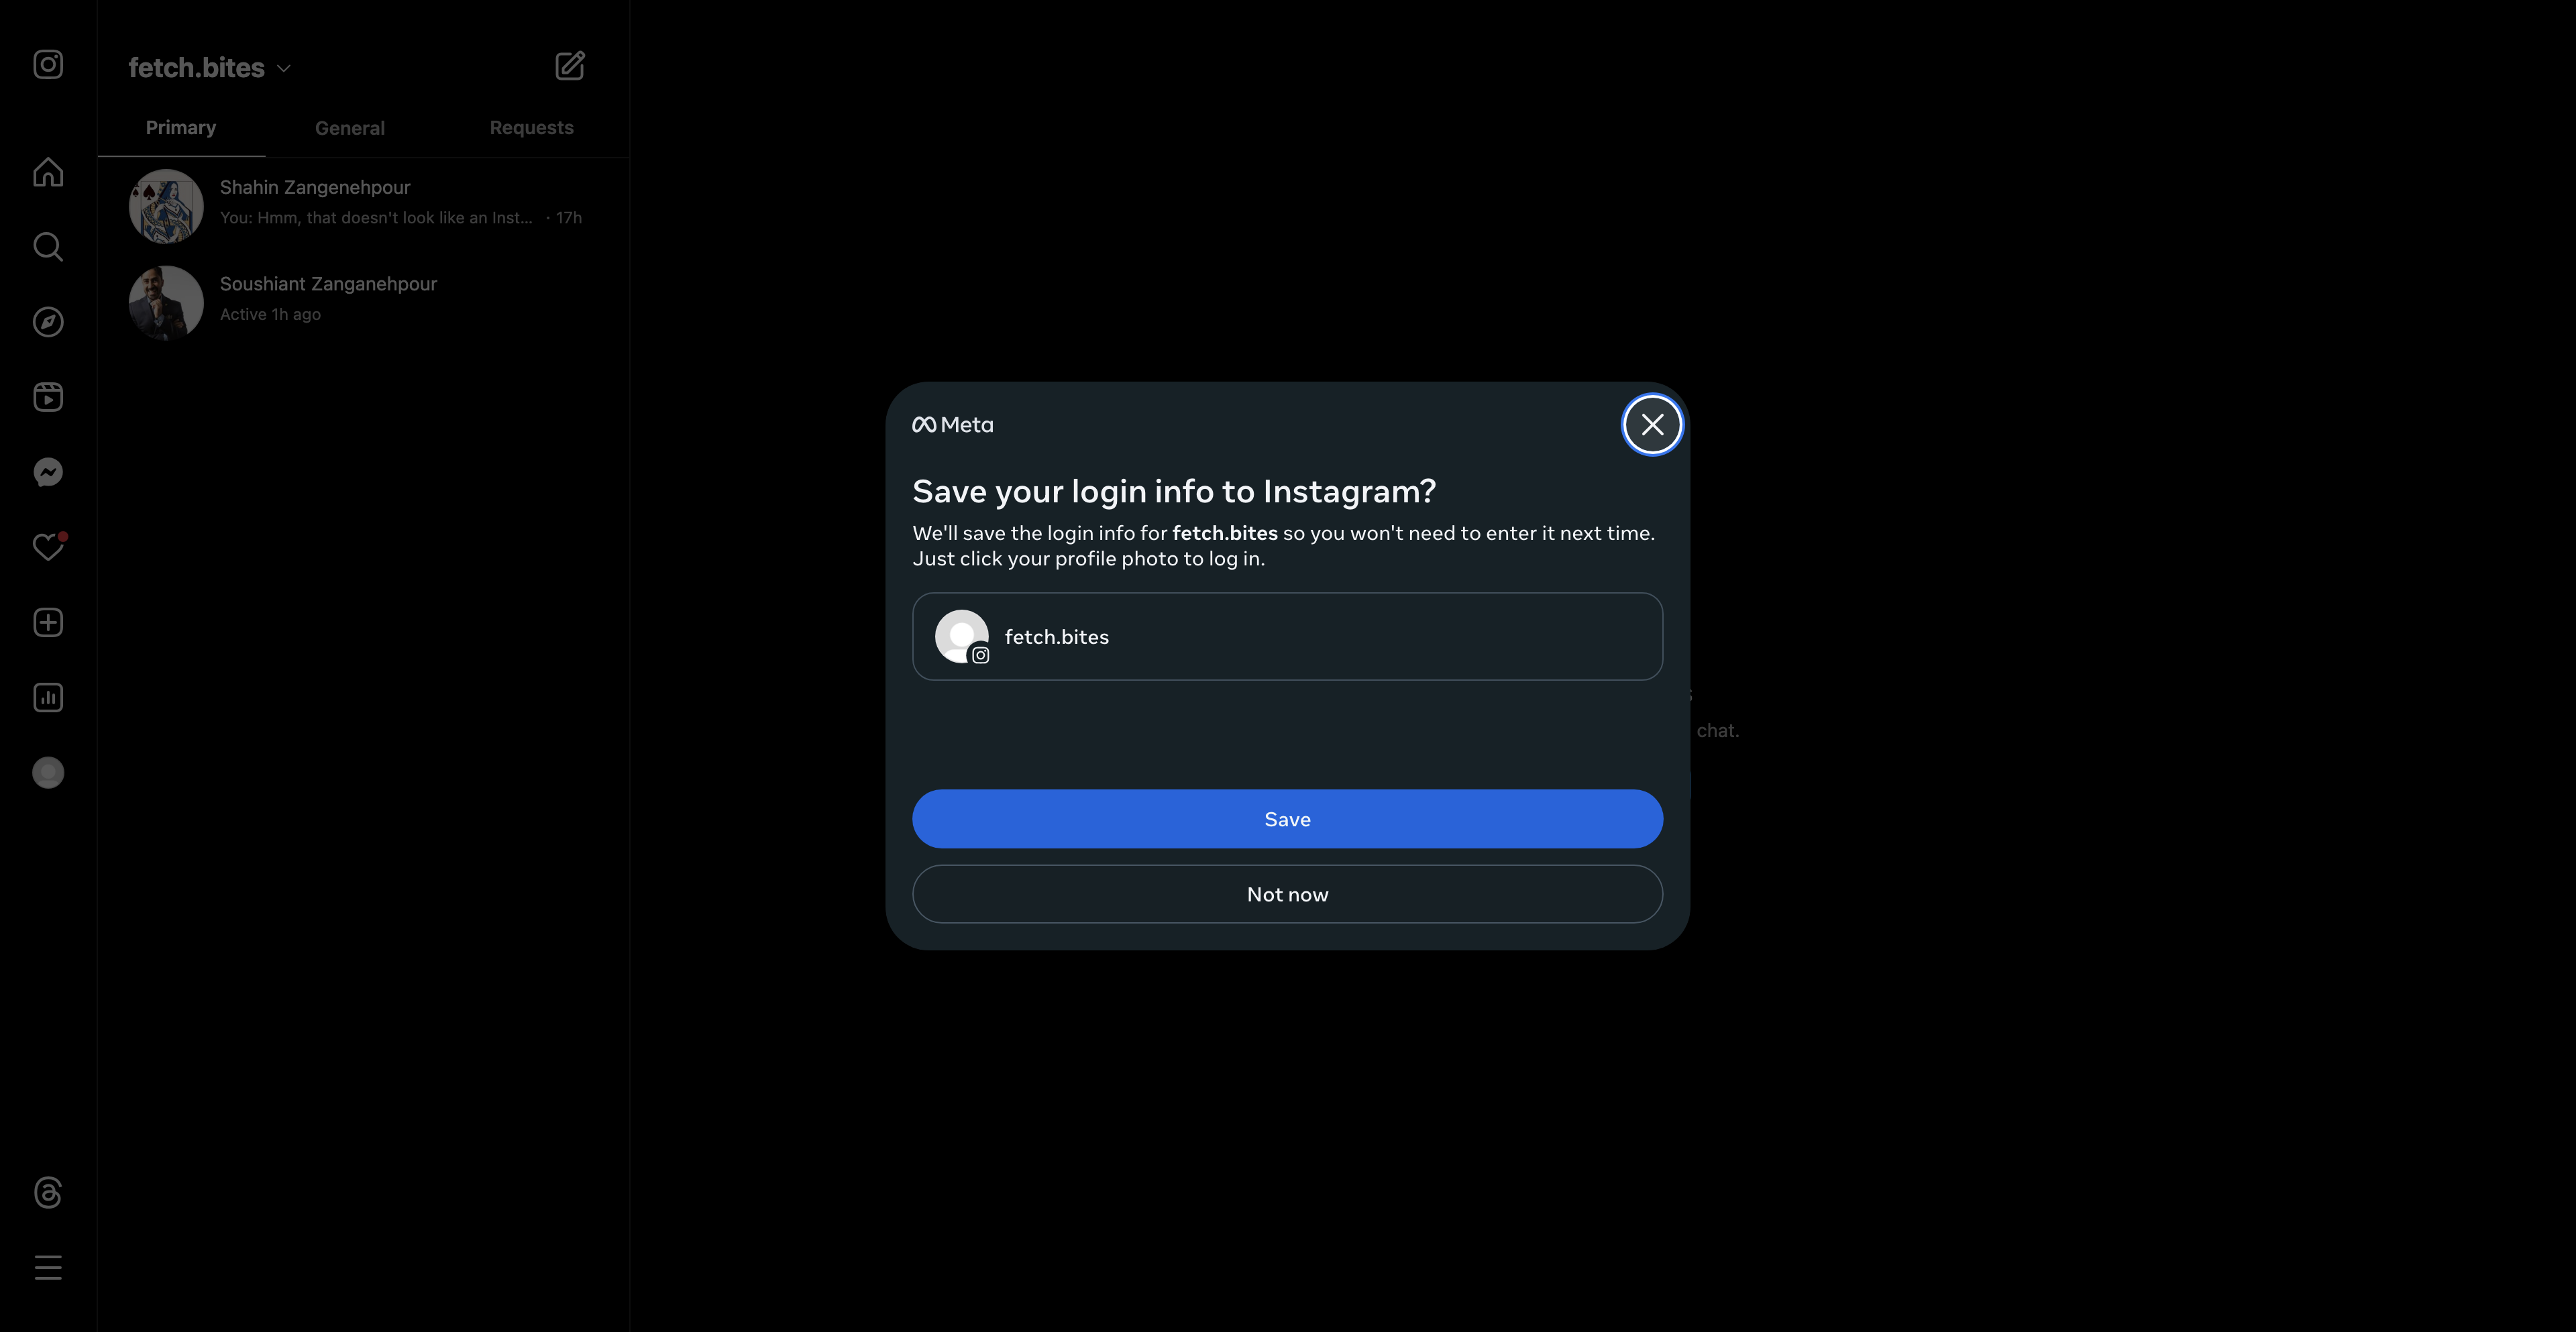 fetch.bites
Primary
General
Requests
Shahin Zangenehpour
You: Hmm, that doesn't look like an Inst... · 17h
Soushiant Zanganehpour
Active 1h ago
Meta
Save your login info to Instagram?
We'll save the login info for fetch.bites so you won't need to enter it next time.
Just click your profile photo to log in.
fetch.bites
chat.
Save
Not now